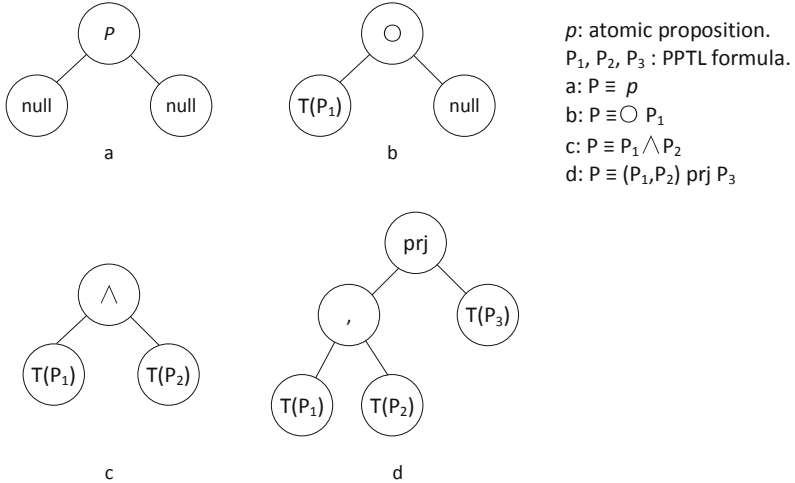 P
null
null
a
○
T(P₁)
null
b
p: atomic proposition.
P₁, P₂, P₃ : PPTL formula.
a: P ≡ p
b: P ≡○ P₁
c: P ≡ P₁ ∧ P₂
d: P ≡ (P₁,P₂) prj P₃
∧
T(P₁)
T(P₂)
c
prj
,
T(P₃)
T(P₁)
T(P₂)
d